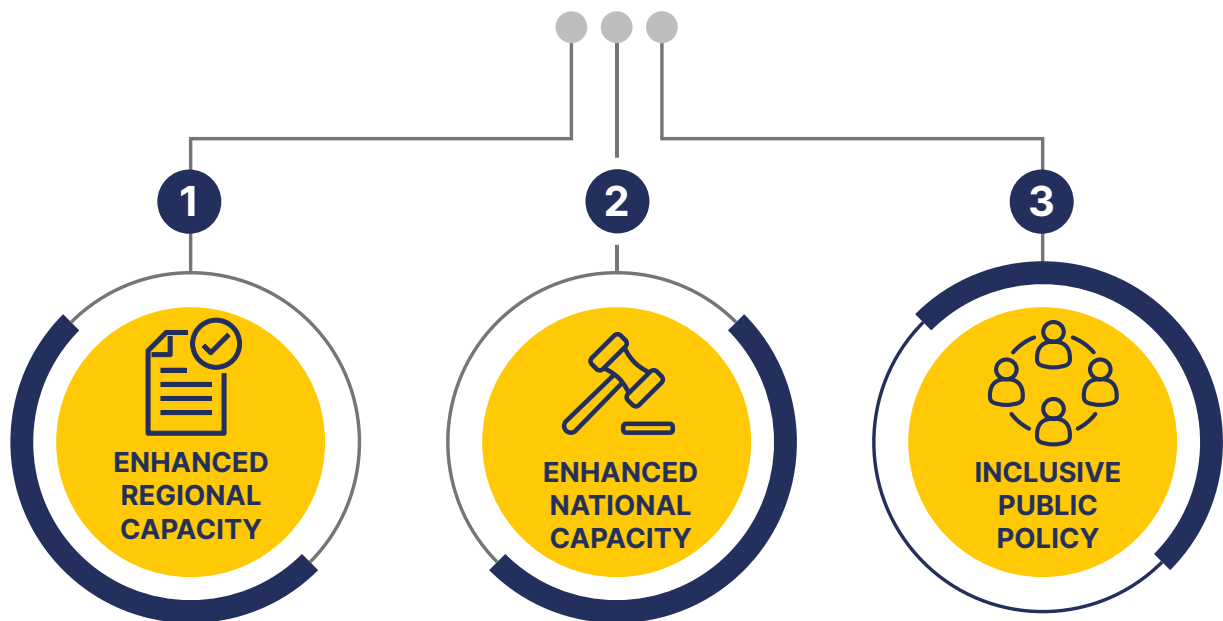 1
2
3
ENHANCED
REGIONAL
CAPACITY
ENHANCED
NATIONAL
CAPACITY
INCLUSIVE
PUBLIC
POLICY